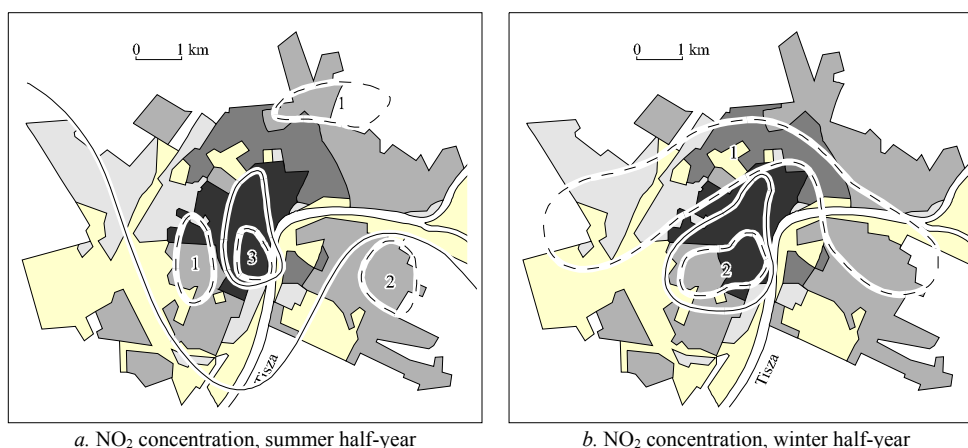 0 1 km
1
1
3
2
Tisza
a. NO₂ concentration, summer half-year
0 1 km
1
2
Tisza
b. NO₂ concentration, winter half-year